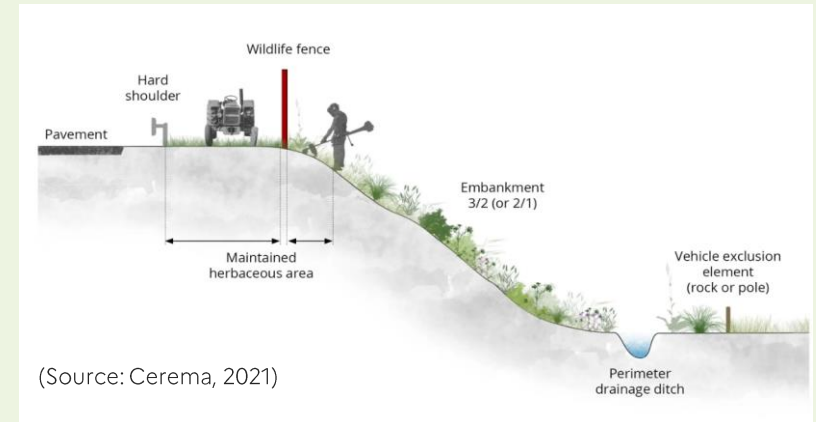 Wildlife fence
Hard
shoulder
Pavement
Embankment
3/2 (or 2/1)
Maintained
herbaceous area
Vehicle exclusion
element
(rock or pole)
Perimeter
drainage ditch
(Source: Cerema, 2021)